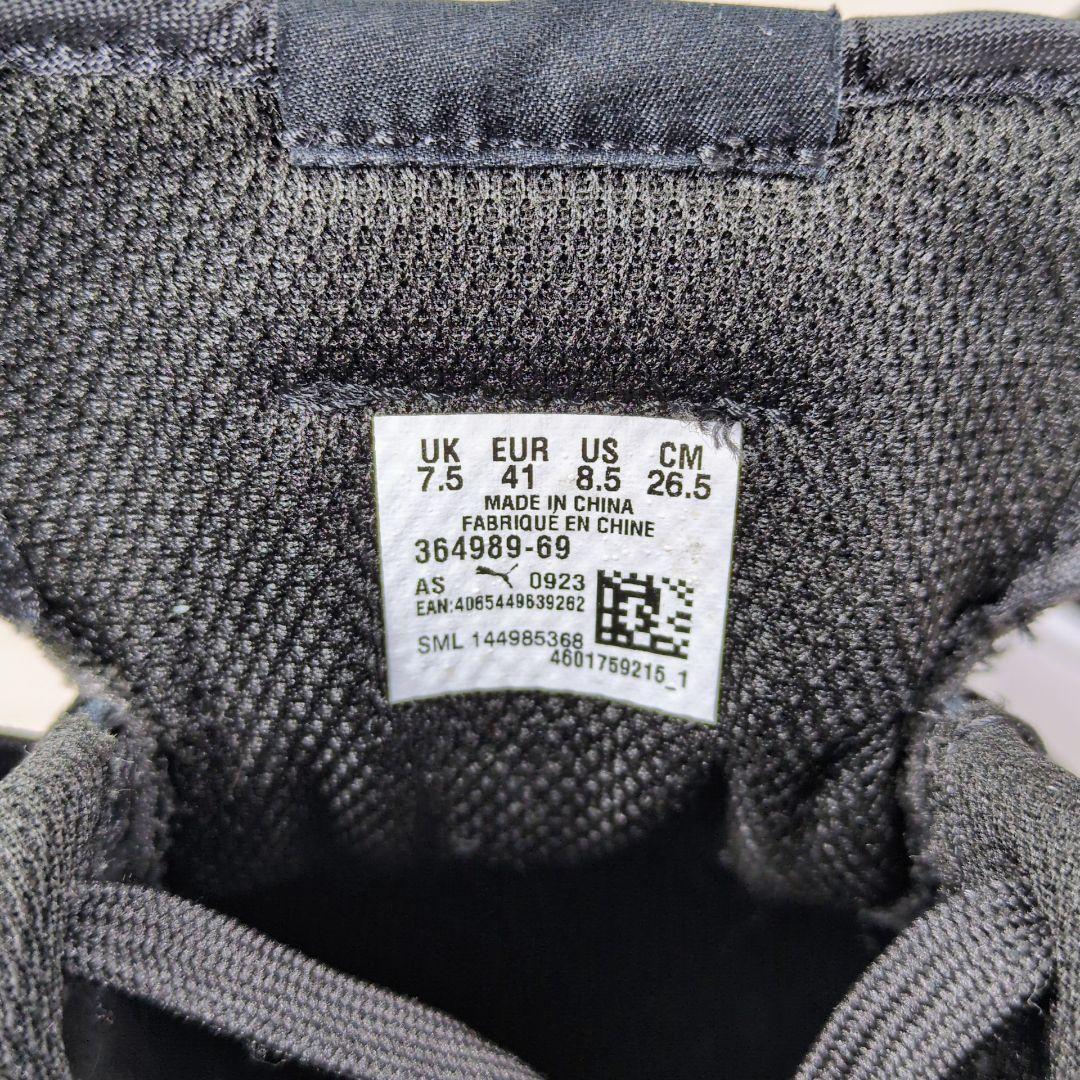 UK EUR US CM
7.5 41 8.5 26.5
MADE IN CHINA
FABRIQUÉ EN CHINE
364989-69
AS 0923
EAN:4065449639262
SML 144985368
4601759215_1